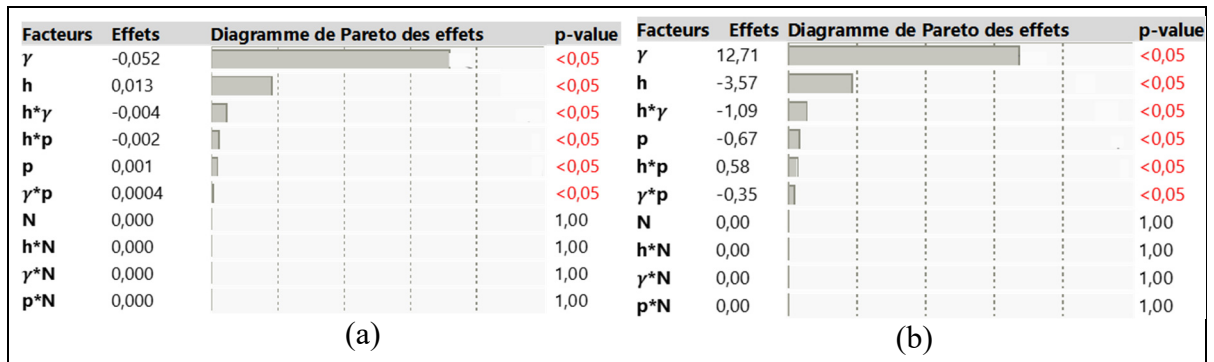 Facteurs Effets Diagramme de Pareto des effets p-value
γ -0,052 <0,05
h 0,013 <0,05
h*γ -0,004 <0,05
h*p -0,002 <0,05
p 0,001 <0,05
γ*p 0,0004 <0,05
N 0,000 1,00
h*N 0,000 1,00
γ*N 0,000 1,00
p*N 0,000 1,00
(a)
Facteurs Effets Diagramme de Pareto des effets p-value
γ 12,71 <0,05
h -3,57 <0,05
h*γ -1,09 <0,05
p -0,67 <0,05
h*p 0,58 <0,05
γ*p -0,35 <0,05
N 0,00 1,00
h*N 0,00 1,00
γ*N 0,00 1,00
p*N 0,00 1,00
(b)